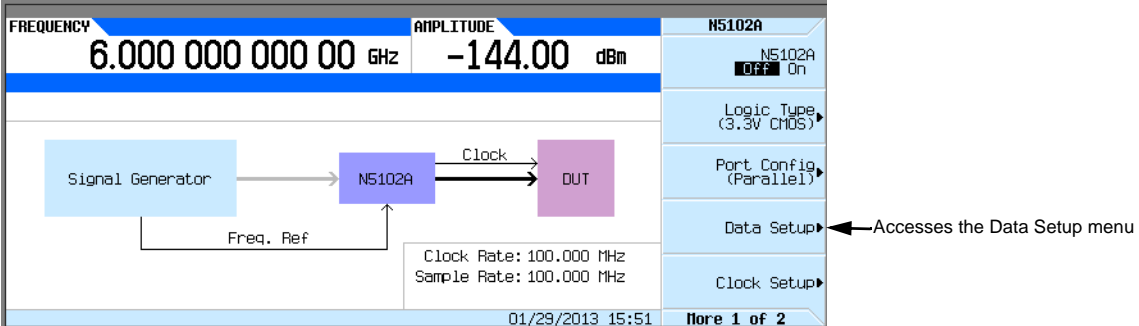 FREQUENCY
6.000 000 000 00 GHz
AMPLITUDE
-144.00 dBm
Signal Generator
N5102A
Clock
DUT
Freq. Ref
Clock Rate: 100.000 MHz
Sample Rate: 100.000 MHz
01/29/2013 15:51
N5102A
N5102A
Off On
Logic Type
(3.3V CMOS)
Port Config
(Parallel)
Data Setup
Accesses the Data Setup menu
Clock Setup
More 1 of 2